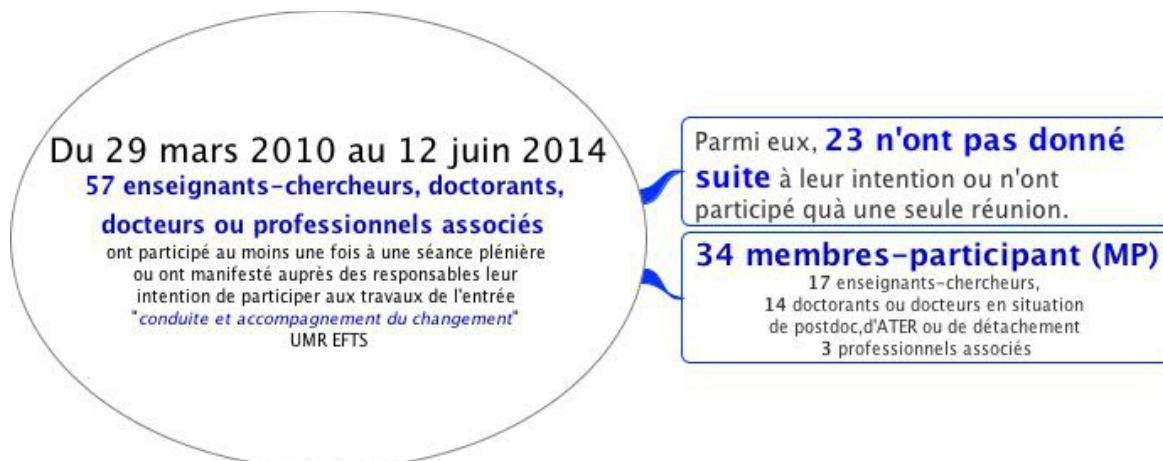 Du 29 mars 2010 au 12 juin 2014
57 enseignants-chercheurs, doctorants,
docteurs ou professionnels associés
ont participé au moins une fois à une séance plénière
ou ont manifesté auprès des responsables leur
intention de participer aux travaux de l'entrée
"conduite et accompagnement du changement"
UMR EFTS
Parmi eux, 23 n'ont pas donné
suite à leur intention ou n'ont
participé quà une seule réunion.
34 membres-participant (MP)
17 enseignants-chercheurs,
14 doctorants ou docteurs en situation
de postdoc,d'ATER ou de détachement
3 professionnels associés